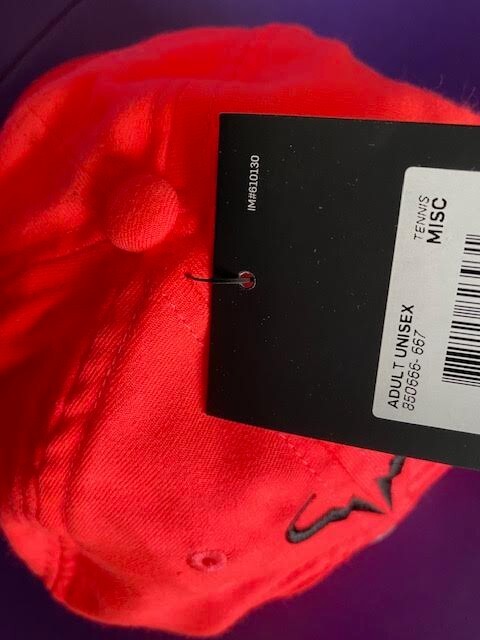 IM#610130
TENNIS
MISC
ADULT UNISEX
850666- 667